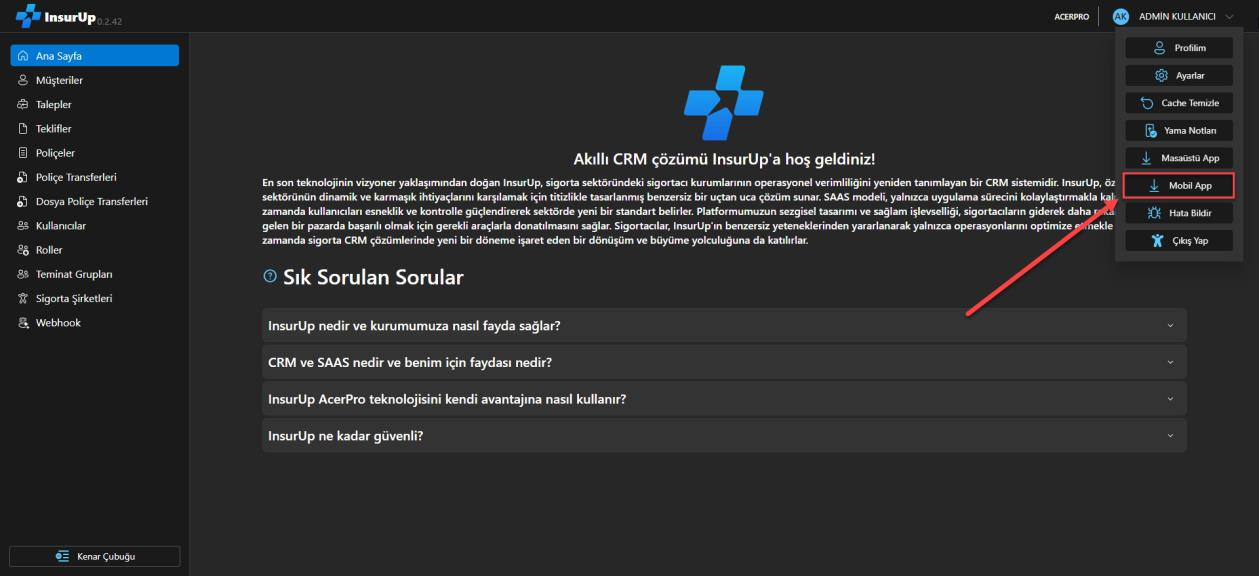 InsurUp 0.2.42
ACERPRO
AK
ADMİN KULLANICI
Ana Sayfa
Müşteriler
Talepler
Teklifler
Poliçeler
Poliçe Transferleri
Dosya Poliçe Transferleri
Kullanıcılar
Roller
Teminat Grupları
Sigorta Şirketleri
Webhook
Kenar Çubuğu
Profilim
Ayarlar
Cache Temizle
Yama Notları
Masaüstü App
Mobil App
Hata Bildir
Çıkış Yap
Akıllı CRM çözümü InsurUp'a hoş geldiniz!
En son teknolojinin vizyoner yaklaşımından doğan InsurUp, sigorta sektöründeki sigortacı kurumlarının operasyonel verimliliğini yeniden tanımlayan bir CRM sistemidir. InsurUp,
sektörünün dinamik ve karmaşık ihtiyaçlarını karşılamak için titizlikle tasarlanmış benzersiz bir uçtan uca çözüm sunar. SAAS modeli, yalnızca uygulama sürecini kolaylaştırmakla
zamanda kullanıcıları esneklik ve kontrolle güçlendirerek sektörde yeni bir standart belirler. Platformumuzun sezgisel tasarımı ve sağlam işlevselliği, sigortacıların giderek daha
gelen bir pazarda başarılı olmak için gerekli araçlarla donatılmasını sağlar. Sigortacılar, InsurUp'ın benzersiz yeteneklerinden yararlanarak yalnızca operasyonlarını optimize etmekle
zamanda sigorta CRM çözümlerinde yeni bir döneme işaret eden bir dönüşüm ve büyüme yolculuğuna da katılırlar.
Sık Sorulan Sorular
InsurUp nedir ve kurumumuza nasıl fayda sağlar?
CRM ve SAAS nedir ve benim için faydası nedir?
InsurUp AcerPro teknolojisini kendi avantajına nasıl kullanır?
InsurUp ne kadar güvenli?